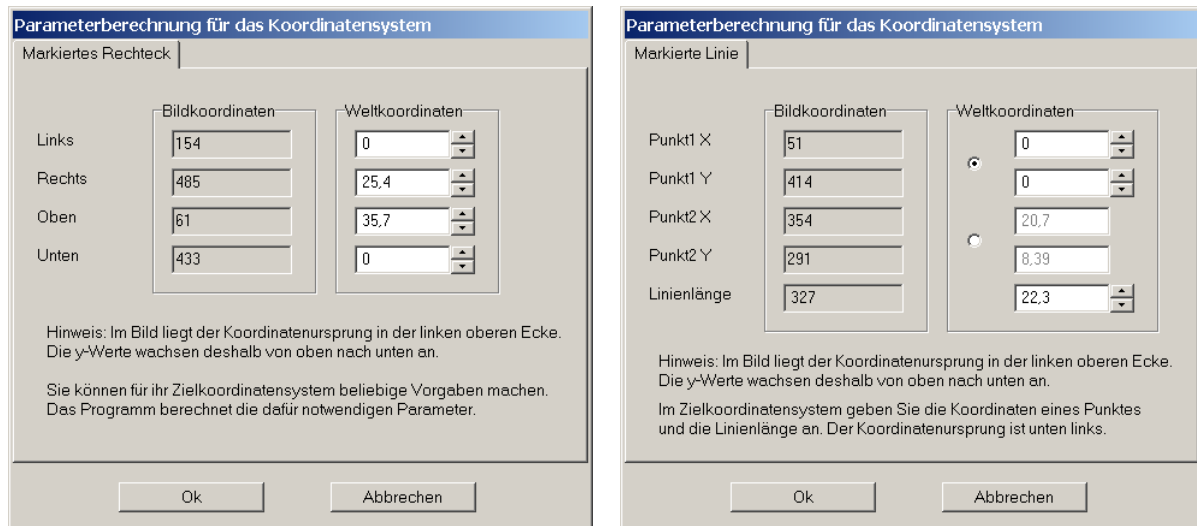 Parameterberechnung für das Koordinatensystem
Markiertes Rechteck
Bildkoordinaten Weltkoordinaten
Links 154 0
Rechts 485 25,4
Oben 61 35,7
Unten 433 0
Hinweis: Im Bild liegt der Koordinatenursprung in der linken oberen Ecke.
Die y-Werte wachsen deshalb von oben nach unten an.
Sie können für ihr Zielkoordinatensystem beliebige Vorgaben machen.
Das Programm berechnet die dafür notwendigen Parameter.
Ok Abbrechen
Parameterberechnung für das Koordinatensystem
Markierte Linie
Bildkoordinaten Weltkoordinaten
Punkt1 X 51 0
Punkt1 Y 414 0
Punkt2 X 354 20,7
Punkt2 Y 291 8,39
Linienlänge 327 22,3
Hinweis: Im Bild liegt der Koordinatenursprung in der linken oberen Ecke.
Die y-Werte wachsen deshalb von oben nach unten an.
Im Zielkoordinatensystem geben Sie die Koordinaten eines Punktes
und die Linienlänge an. Der Koordinatenursprung ist unten links.
Ok Abbrechen